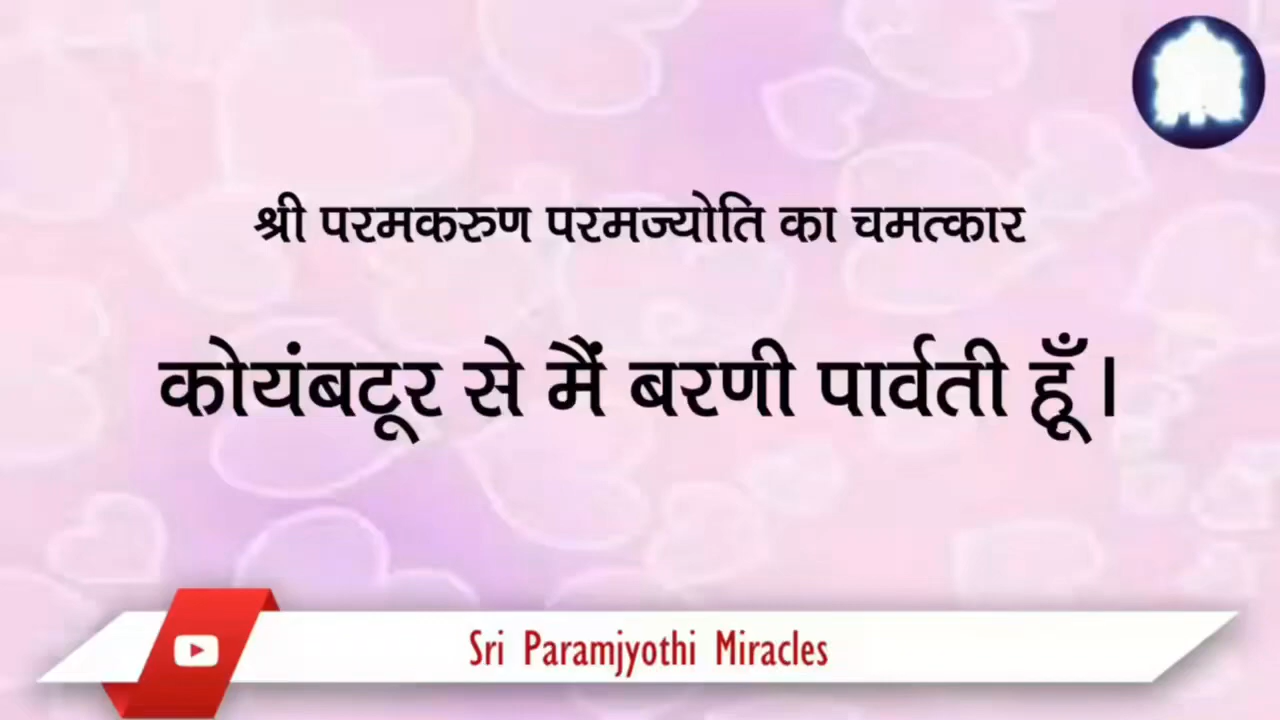 श्री परमकरुण परमज्योति का चमत्कार
कोयंबटूर से मैं बरणी पार्वती हूँ।
Sri Paramjyothi Miracles